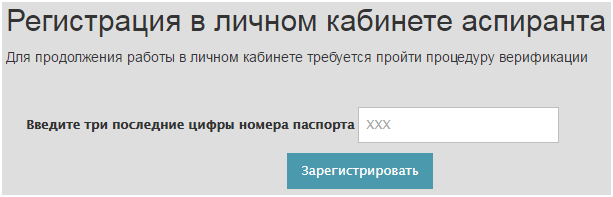 Регистрация в личном кабинете аспиранта
Для продолжения работы в личном кабинете требуется пройти процедуру верификации
Введите три последние цифры номера паспорта XXX
Зарегистрировать